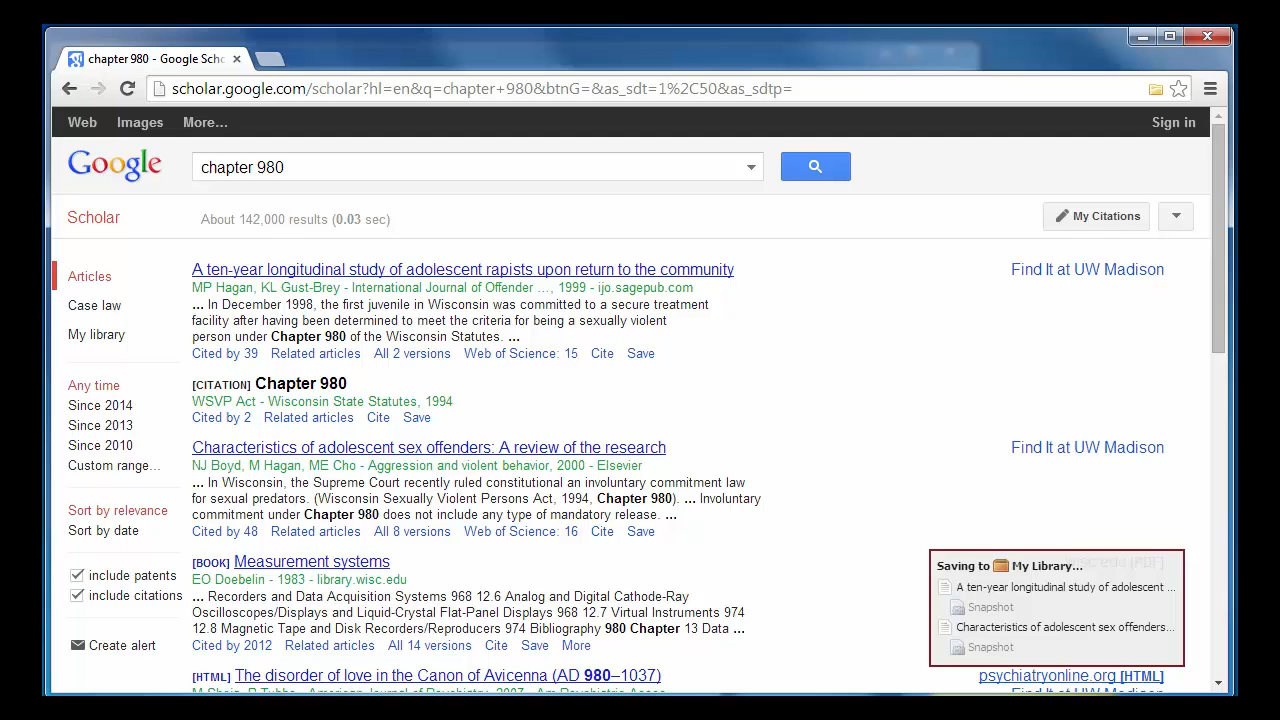 chapter 980 - Google Scho
scholar.google.com/scholar?hl=en&q=chapter+980&btnG=&as_sdt=1%2C50&as_sdtp=
Web Images More... Sign in
Google chapter 980
Scholar About 142,000 results (0.03 sec) My Citations
Articles
Case law
My library
Any time
Since 2014
Since 2013
Since 2010
Custom range...
Sort by relevance
Sort by date
include patents
include citations
Create alert
A ten-year longitudinal study of adolescent rapists upon return to the community Find It at UW Madison
MP Hagan, KL Gust-Brey - International Journal of Offender ..., 1999 - ijo.sagepub.com
... In December 1998, the first juvenile in Wisconsin was committed to a secure treatment
facility after having been determined to meet the criteria for being a sexually violent
person under Chapter 980 of the Wisconsin Statutes. ...
Cited by 39 Related articles All 2 versions Web of Science: 15 Cite Save
[CITATION] Chapter 980
WSVP Act - Wisconsin State Statutes, 1994
Cited by 2 Related articles Cite Save
Characteristics of adolescent sex offenders: A review of the research Find It at UW Madison
NJ Boyd, M Hagan, ME Cho - Aggression and violent behavior, 2000 - Elsevier
... In Wisconsin, the Supreme Court recently ruled constitutional an involuntary commitment law
for sexual predators. (Wisconsin Sexually Violent Persons Act, 1994, Chapter 980). ... Involuntary
commitment under Chapter 980 does not include any type of mandatory release. ...
Cited by 48 Related articles All 8 versions Web of Science: 16 Cite Save
[BOOK] Measurement systems
EO Doebelin - 1983 - library.wisc.edu
... Recorders and Data Acquisition Systems 968 12.6 Analog and Digital Cathode-Ray
Oscilloscopes/Displays and Liquid-Crystal Flat-Panel Displays 968 12.7 Virtual Instruments 974
12.8 Magnetic Tape and Disk Recorders/Reproducers 974 Bibliography 980 Chapter 13 Data ...
Cited by 2012 Related articles All 14 versions Cite Save More
[HTML] The disorder of love in the Canon of Avicenna (AD 980–1037) psychiatryonline.org [HTML]
Saving to My Library...
A ten-year longitudinal study of adolescent ...
Snapshot
Characteristics of adolescent sex offenders...
Snapshot